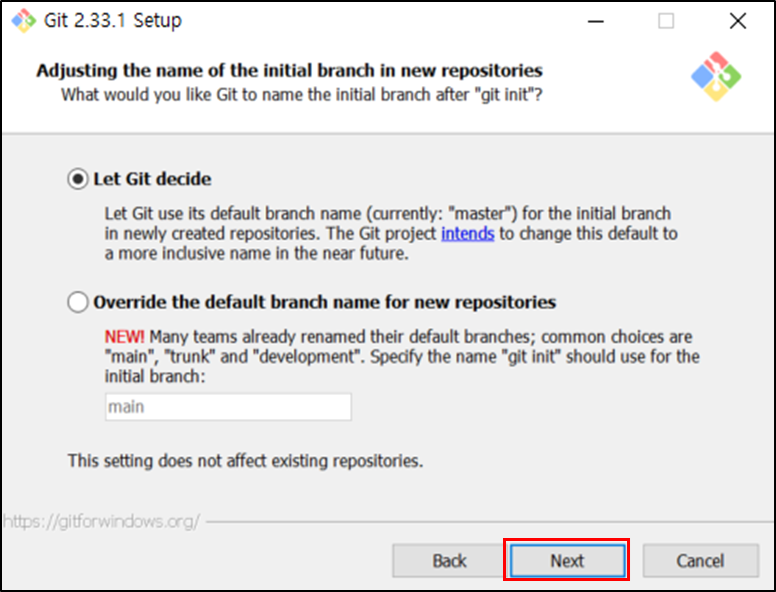 Git 2.33.1 Setup
Adjusting the name of the initial branch in new repositories
What would you like Git to name the initial branch after "git init"?
Let Git decide
Let Git use its default branch name (currently: "master") for the initial branch
in newly created repositories. The Git project intends to change this default to
a more inclusive name in the near future.
Override the default branch name for new repositories
NEW! Many teams already renamed their default branches; common choices are
"main", "trunk" and "development". Specify the name "git init" should use for the
initial branch:
main
This setting does not affect existing repositories.
https://gitforwindows.org/
Back Next Cancel